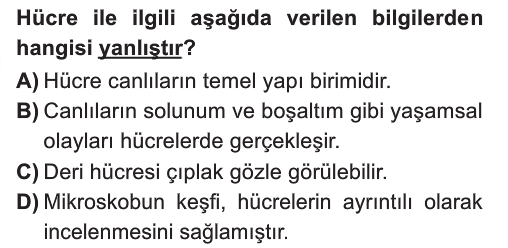 Hücre ile ilgili aşağıda verilen bilgilerden
hangisi yanlıştır?
A) Hücre canlıların temel yapı birimidir.
B) Canlıların solunum ve boşaltım gibi yaşamsal
olayları hücrelerde gerçekleşir.
C) Deri hücresi çıplak gözle görülebilir.
D) Mikroskobun keşfi, hücrelerin ayrıntılı olarak
incelenmesini sağlamıştır.